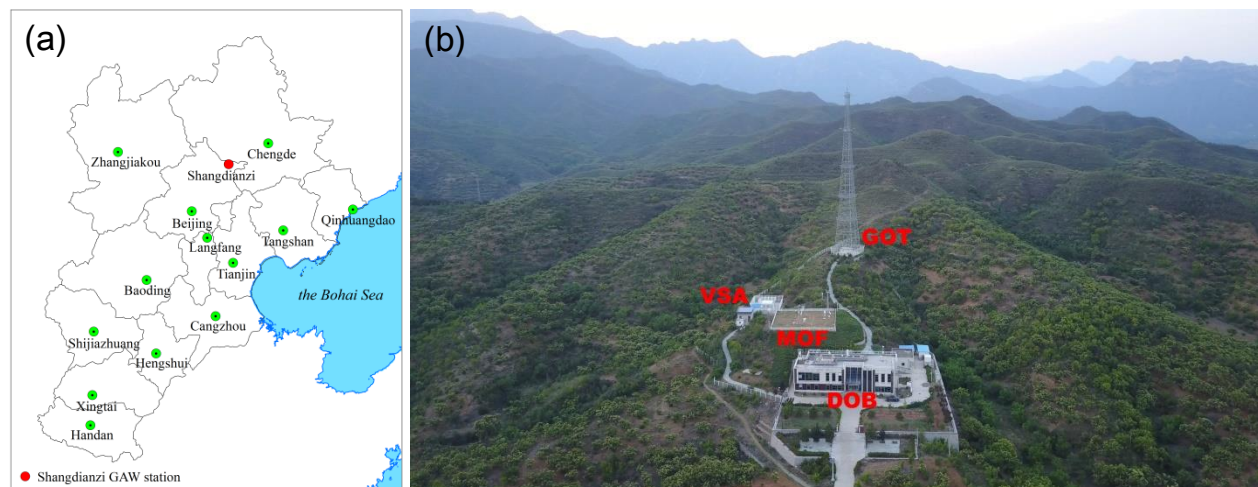 (a)
Zhangjiakou
Chengde
Shangdianzi
Beijing
Qinhuangdao
Langfang
Tangshan
Tianjin
Baoding
the Bohai Sea
Cangzhou
Shijiazhuang
Hengshui
Xingtai
Handan
Shangdianzi GAW station
(b)
GOT
VSA
MOF
DOB